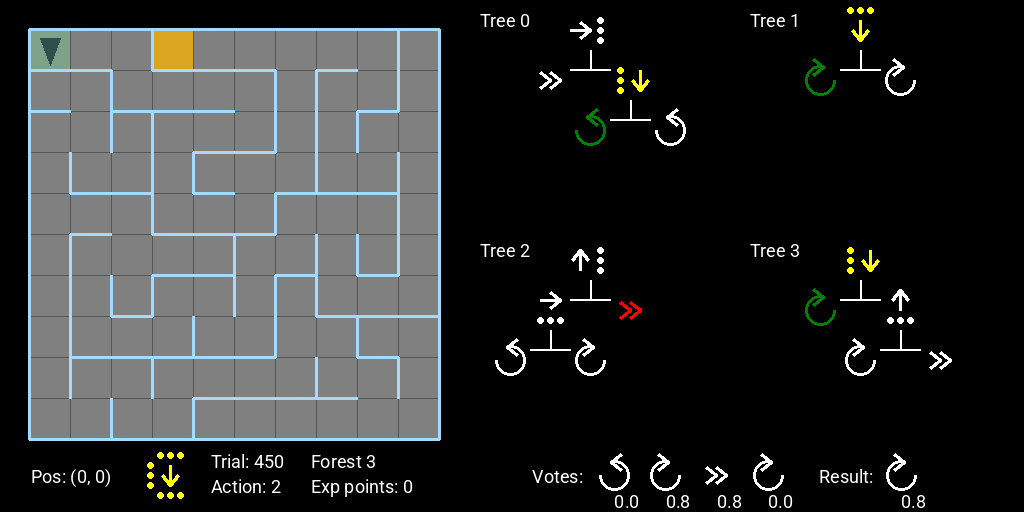 Tree 0
Tree 1
Tree 2
Tree 3
Pos: (0, 0)
Trial: 450
Forest 3
Action: 2
Exp points: 0
Votes:
0.0
0.8
0.8
0.0
Result:
0.8